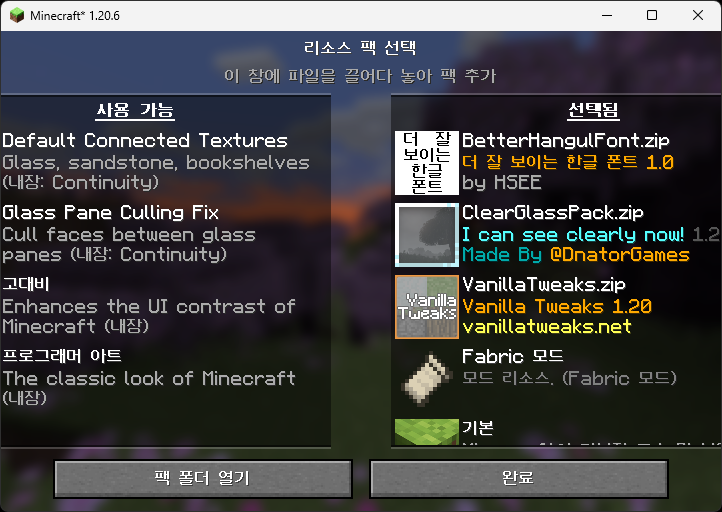 Minecraft* 1.20.6
리소스 팩 선택
이 창에 파일을 끌어다 놓아 팩 추가
사용 가능
Default Connected Textures
Glass, sandstone, bookshelves
(내장: Continuity)
Glass Pane Culling Fix
Cull faces between glass
panes (내장: Continuity)
고대비
Enhances the UI contrast of
Minecraft (내장)
프로그래머 아트
The classic look of Minecraft
(내장)
선택됨
더 잘
보이는
한글
폰트
BetterHangulFont.zip
더 잘 보이는 한글 폰트 1.0
by HSEE
ClearGlassPack.zip
I can see clearly now! 1.2
Made By @DnatorGames
Vanilla
Tweaks
VanillaTweaks.zip
Vanilla Tweaks 1.20
vanillatweaks.net
Fabric 모드
모드 리소스. (Fabric 모드)
기본
팩 폴더 열기
완료